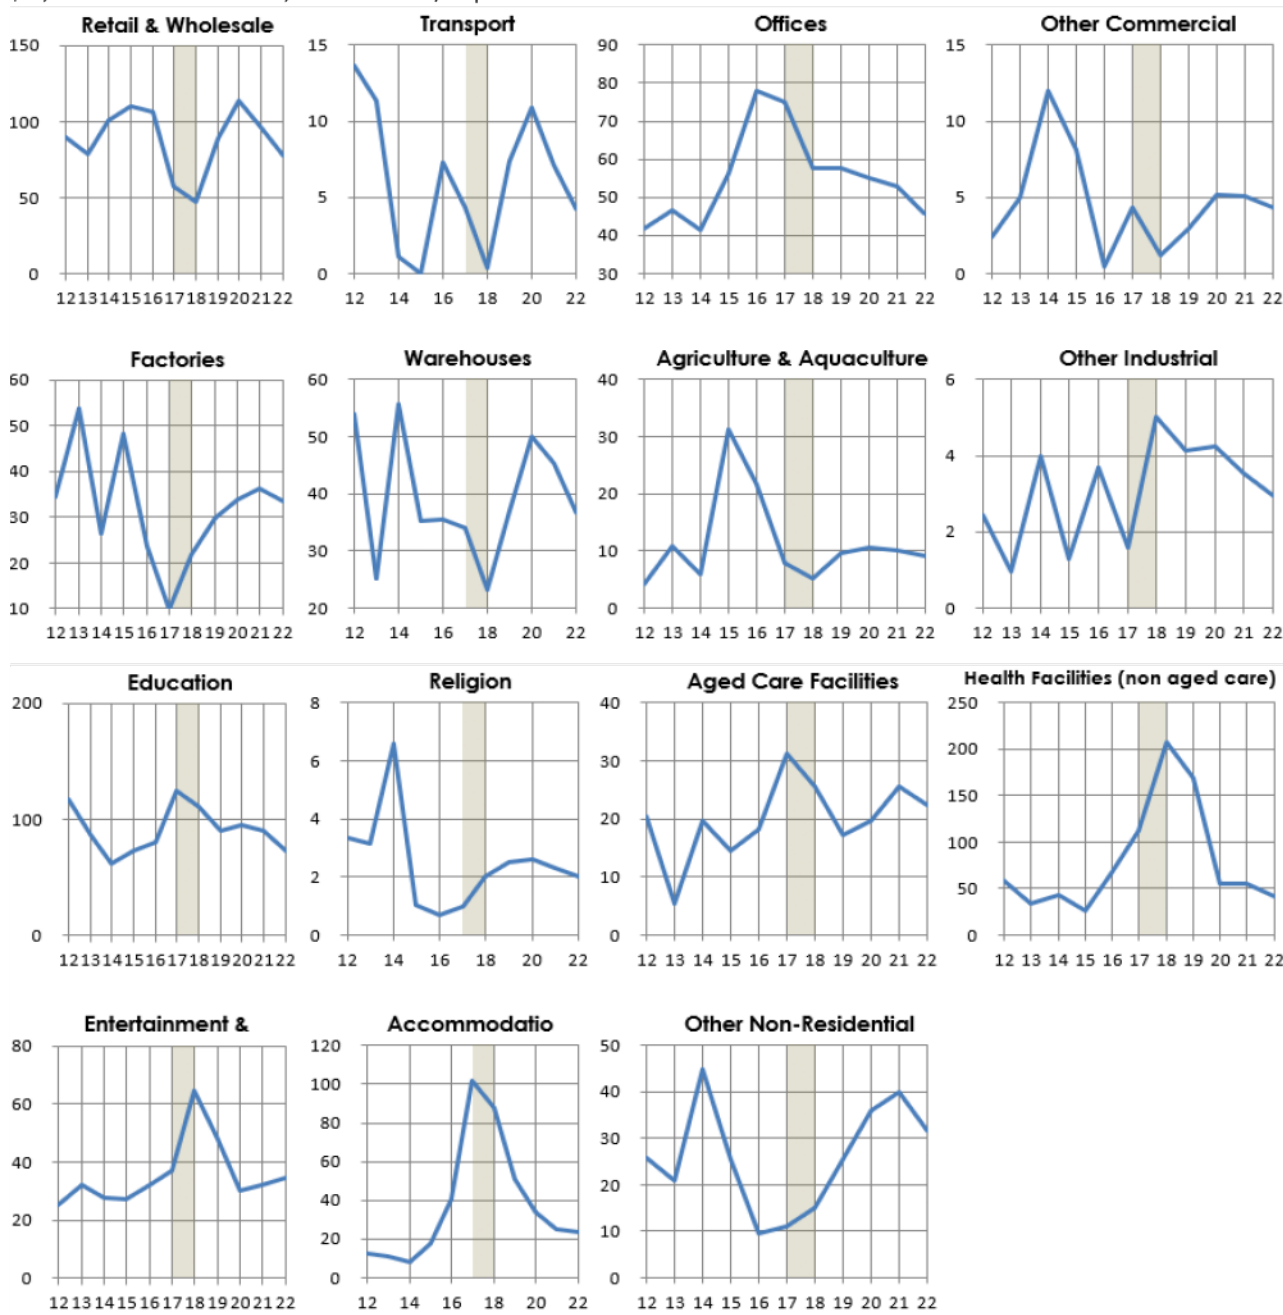 Retail & Wholesale
150
100
50
0
12 13 14 15 16 17 18 19 20 21 22
Transport
15
10
5
0
12 14 16 18 20 22
Offices
90
80
70
60
50
40
30
12 13 14 15 16 17 18 19 20 21 22
Other Commercial
15
10
5
0
12 13 14 15 16 17 18 19 20 21 22
Factories
60
50
40
30
20
10
12 13 14 15 16 17 18 19 20 21 22
Warehouses
60
50
40
30
20
12 14 16 18 20 22
Agriculture & Aquaculture
40
30
20
10
0
12 13 14 15 16 17 18 19 20 21 22
Other Industrial
6
4
2
0
12 13 14 15 16 17 18 19 20 21 22
Education
200
100
0
12 13 14 15 16 17 18 19 20 21 22
Religion
8
6
4
2
0
12 14 16 18 20 22
Aged Care Facilities
40
30
20
10
0
12 13 14 15 16 17 18 19 20 21 22
Health Facilities (non aged care)
250
200
150
100
50
0
12 13 14 15 16 17 18 19 20 21 22
Entertainment &
80
60
40
20
0
12 13 14 15 16 17 18 19 20 21 22
Accommodatio
120
100
80
60
40
20
0
12 14 16 18 20 22
Other Non-Residential
50
40
30
20
10
0
12 13 14 15 16 17 18 19 20 21 22